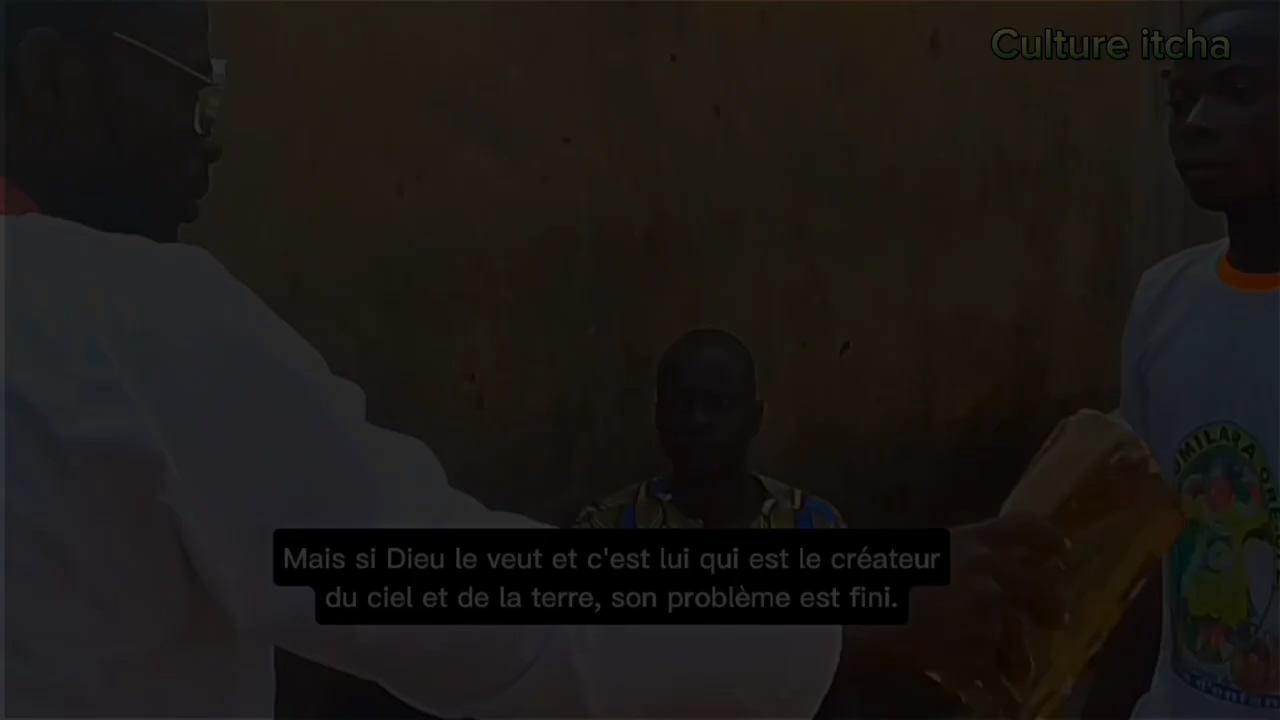 Culture itcha
Mais si Dieu le veut et c'est lui qui est le créateur
du ciel et de la terre, son problème est fini.